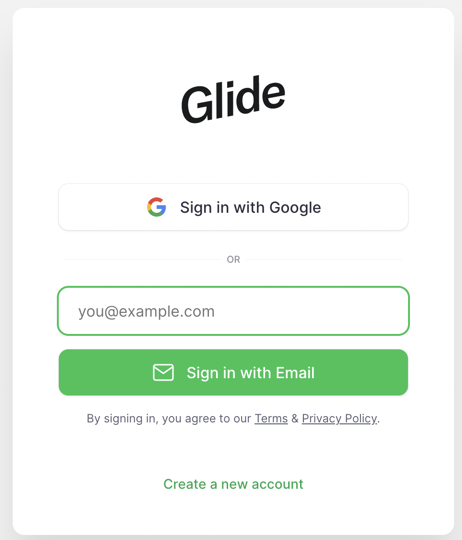 Glide
Sign in with Google
OR
you@example.com
Sign in with Email
By signing in, you agree to our Terms & Privacy Policy.
Create a new account